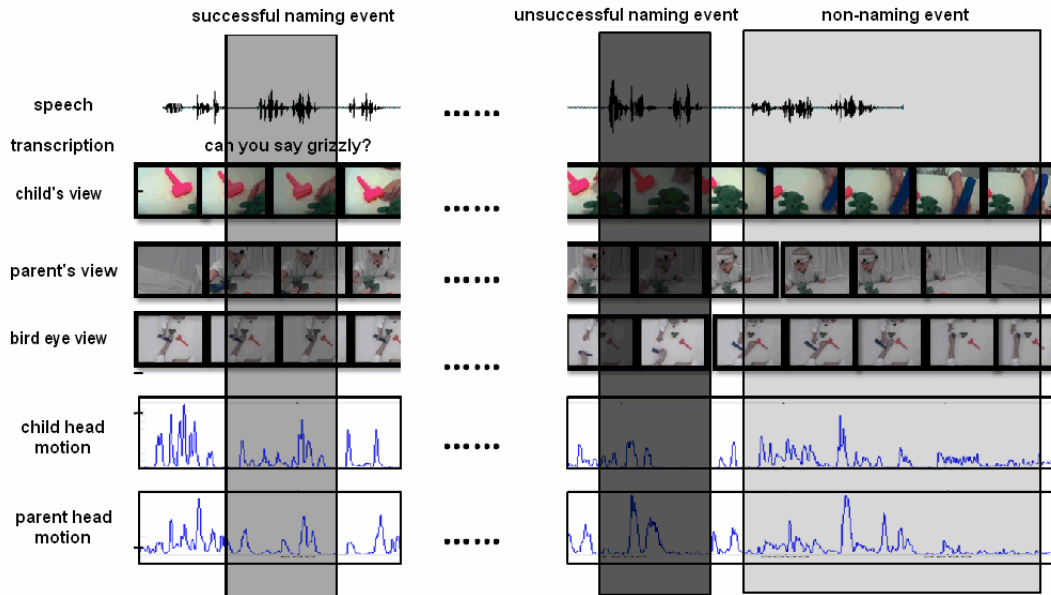 successful naming event
unsuccessful naming event
non-naming event
speech
......
transcription
can you say grizzly?
child's view
......
parent's view
......
bird eye view
......
child head
motion
......
parent head
motion
......